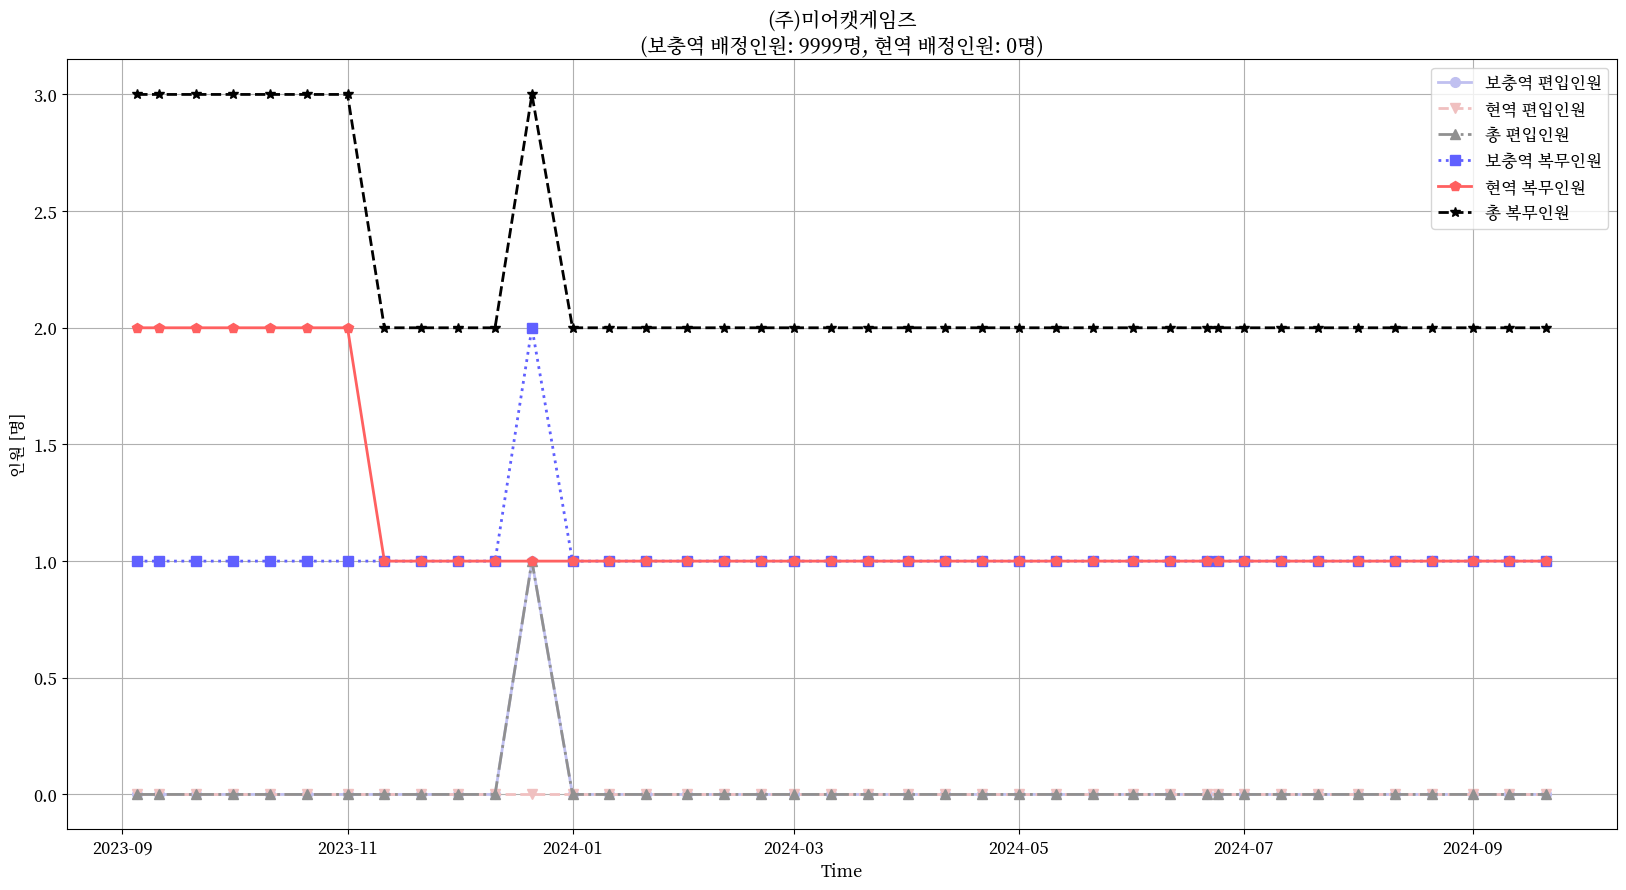 (주)미어캣게임즈
(보충역 배정인원: 9999명, 현역 배정인원: 0명)
보충역 편입인원
현역 편입인원
총 편입인원
보충역 복무인원
현역 복무인원
총 복무인원
인원 [명]
3.0
2.5
2.0
1.5
1.0
0.5
0.0
2023-09
2023-11
2024-01
2024-03
2024-05
2024-07
2024-09
Time